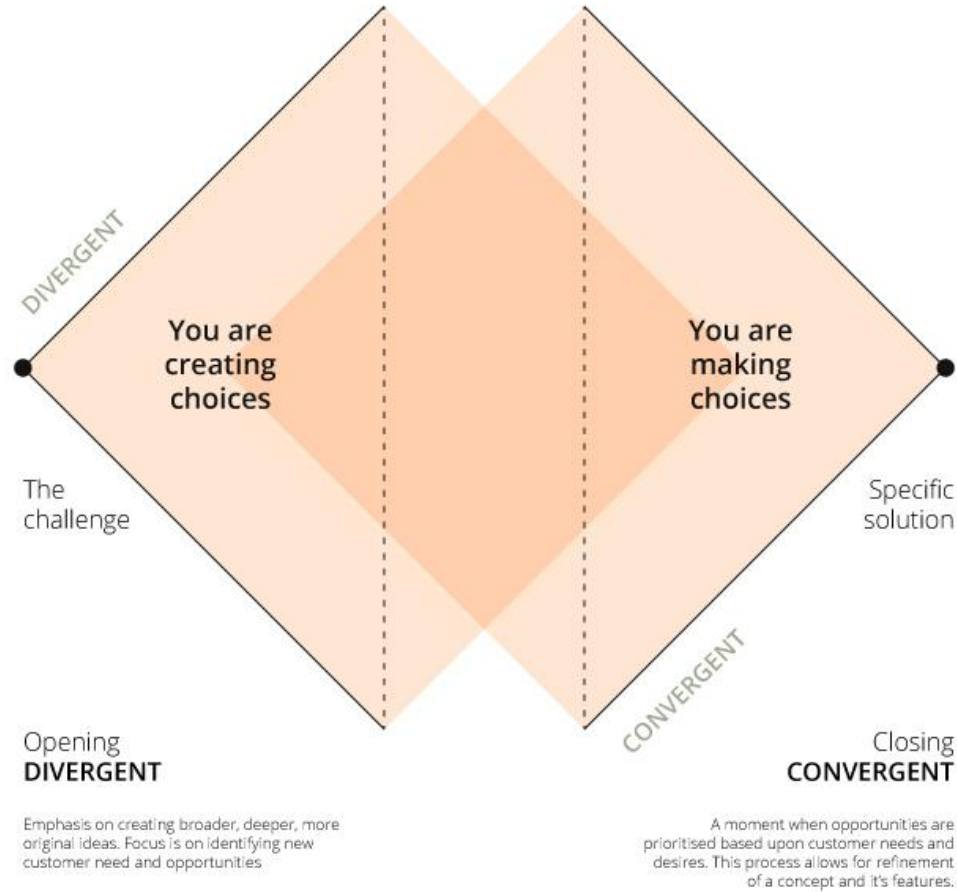 DIVERGENT
You are
creating
choices
You are
making
choices
The
challenge
Specific
solution
CONVERGENT
Opening
DIVERGENT
Closing
CONVERGENT
Emphasis on creating broader, deeper, more
original ideas. Focus is on identifying new
customer need and opportunities
A moment when opportunities are
prioritised based upon customer needs and
desires. This process allows for refinement
of a concept and it's features.